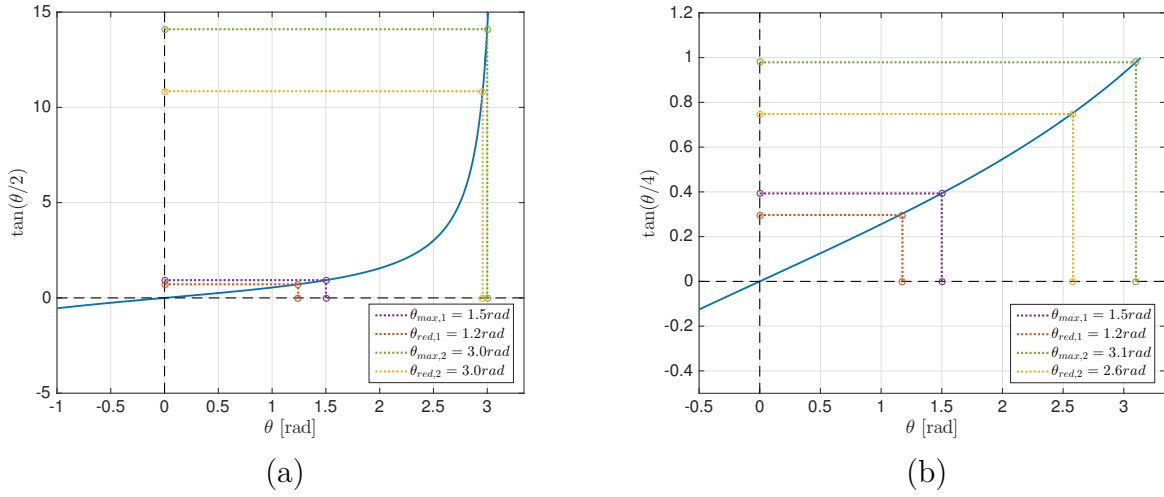 15
10
5
0
-5
tan(θ/2)
-1 -0.5 0 0.5 1 1.5 2 2.5 3
θ [rad]
θmax,1 = 1.5rad
θred,1 = 1.2rad
θmax,2 = 3.0rad
θred,2 = 3.0rad
(a)
1.2
1
0.8
0.6
0.4
0.2
0
-0.2
-0.4
tan(θ/4)
-0.5 0 0.5 1 1.5 2 2.5 3
θ [rad]
θmax,1 = 1.5rad
θred,1 = 1.2rad
θmax,2 = 3.1rad
θred,2 = 2.6rad
(b)